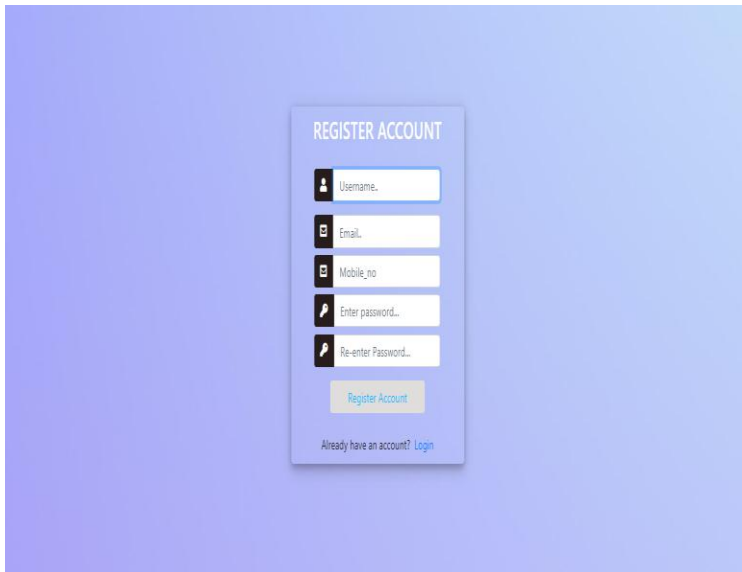 REGISTER ACCOUNT
Username..
Email..
Mobile_no
Enter password...
Re-enter Password...
Register Account
Already have an account? Login